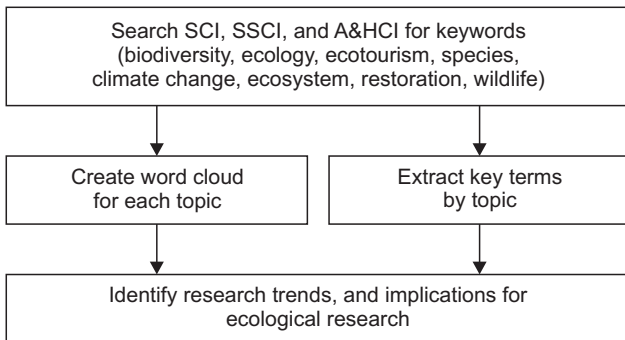 Search SCI, SSCI, and A&HCI for keywords
(biodiversity, ecology, ecotourism, species,
climate change, ecosystem, restoration, wildlife)
Create word cloud
for each topic
Extract key terms
by topic
Identify research trends, and implications for
ecological research